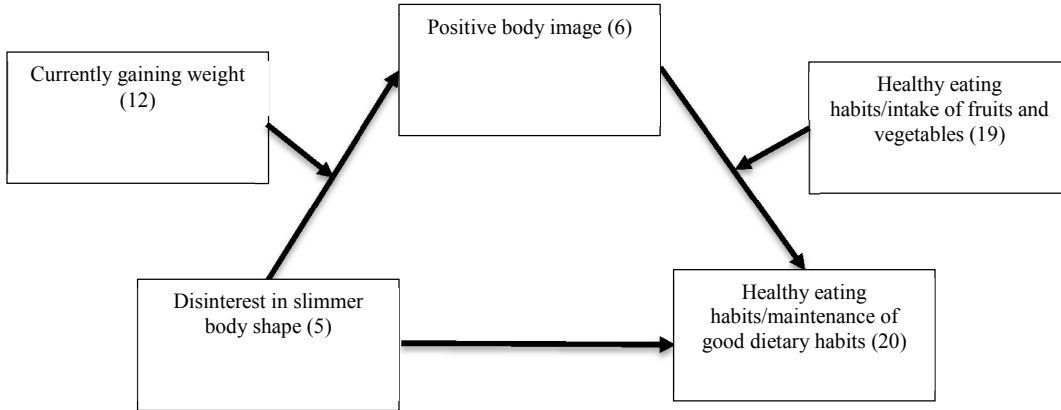 Positive body image (6)
Currently gaining weight
(12)
Healthy eating
habits/intake of fruits and
vegetables (19)
Disinterest in slimmer
body shape (5)
Healthy eating
habits/maintenance of
good dietary habits (20)